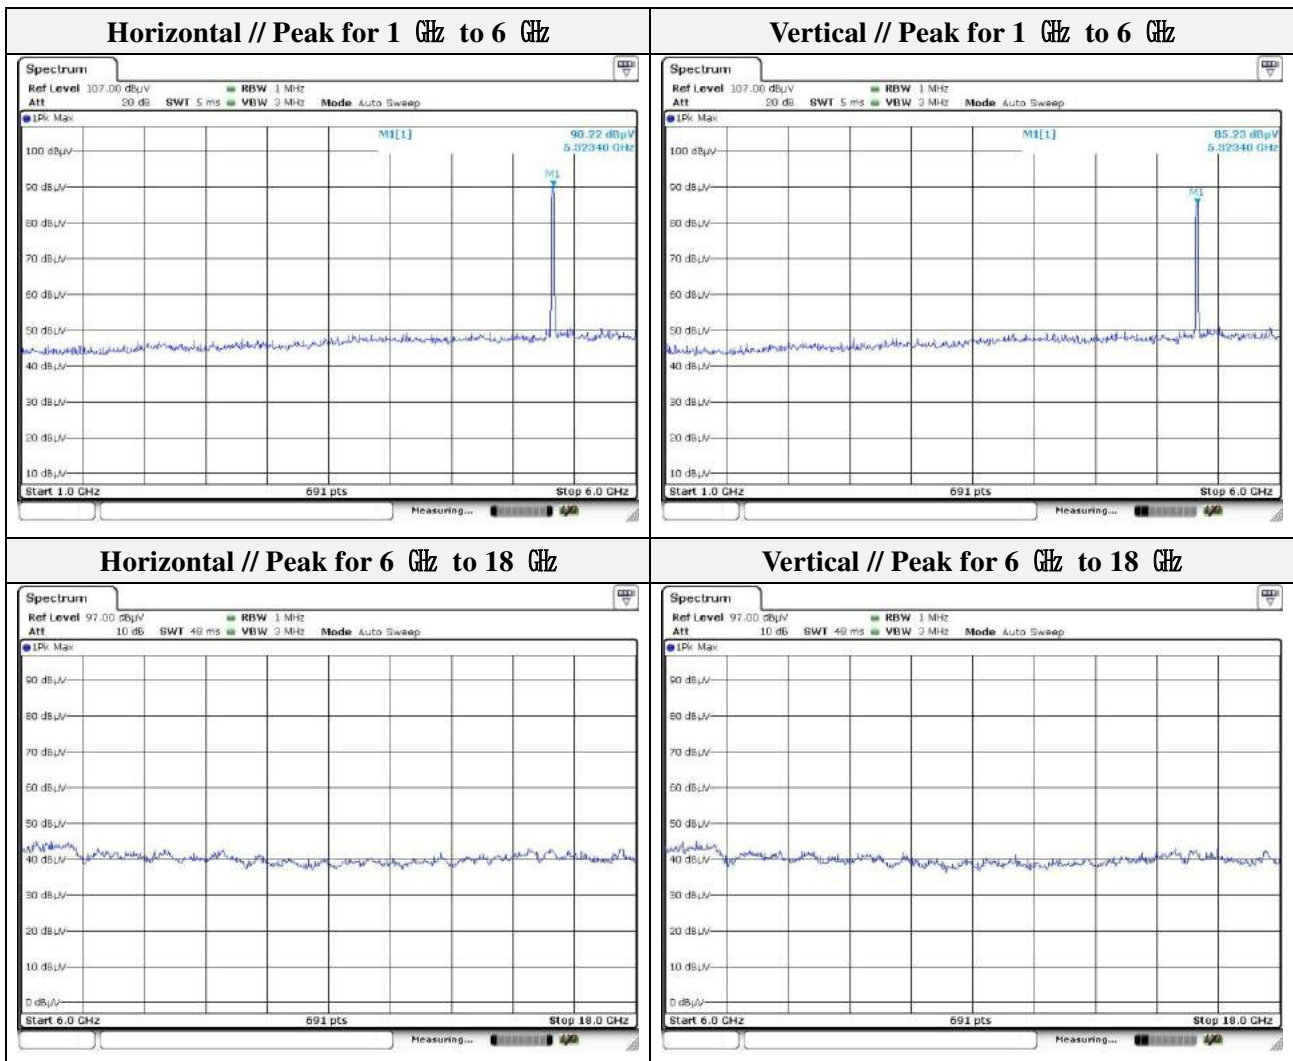 Horizontal // Peak for 1 ㎓ to 6 ㎓
Spectrum
Ref Level 107.00 dBµV RBW 1 MHz
Att 20 dB SWT 5 ms VBW 3 MHz Mode Auto Sweep
1Pk Max
M1[1] 90.22 dBµV
5.32340 GHz
M1
100 dBµV
90 dBµV
80 dBµV
70 dBµV
60 dBµV
50 dBµV
40 dBµV
30 dBµV
20 dBµV
10 dBµV
Start 1.0 GHz 691 pts Stop 6.0 GHz
Measuring...
Vertical // Peak for 1 ㎓ to 6 ㎓
Spectrum
Ref Level 107.00 dBµV RBW 1 MHz
Att 20 dB SWT 5 ms VBW 3 MHz Mode Auto Sweep
1Pk Max
M1[1] 85.23 dBµV
5.32340 GHz
M1
100 dBµV
90 dBµV
80 dBµV
70 dBµV
60 dBµV
50 dBµV
40 dBµV
30 dBµV
20 dBµV
10 dBµV
Start 1.0 GHz 691 pts Stop 6.0 GHz
Measuring...
Horizontal // Peak for 6 ㎓ to 18 ㎓
Spectrum
Ref Level 97.00 dBµV RBW 1 MHz
Att 10 dB SWT 48 ms VBW 3 MHz Mode Auto Sweep
1Pk Max
90 dBµV
80 dBµV
70 dBµV
60 dBµV
50 dBµV
40 dBµV
30 dBµV
20 dBµV
10 dBµV
0 dBµV
Start 6.0 GHz 691 pts Stop 18.0 GHz
Measuring...
Vertical // Peak for 6 ㎓ to 18 ㎓
Spectrum
Ref Level 97.00 dBµV RBW 1 MHz
Att 10 dB SWT 48 ms VBW 3 MHz Mode Auto Sweep
1Pk Max
90 dBµV
80 dBµV
70 dBµV
60 dBµV
50 dBµV
40 dBµV
30 dBµV
20 dBµV
10 dBµV
0 dBµV
Start 6.0 GHz 691 pts Stop 18.0 GHz
Measuring...